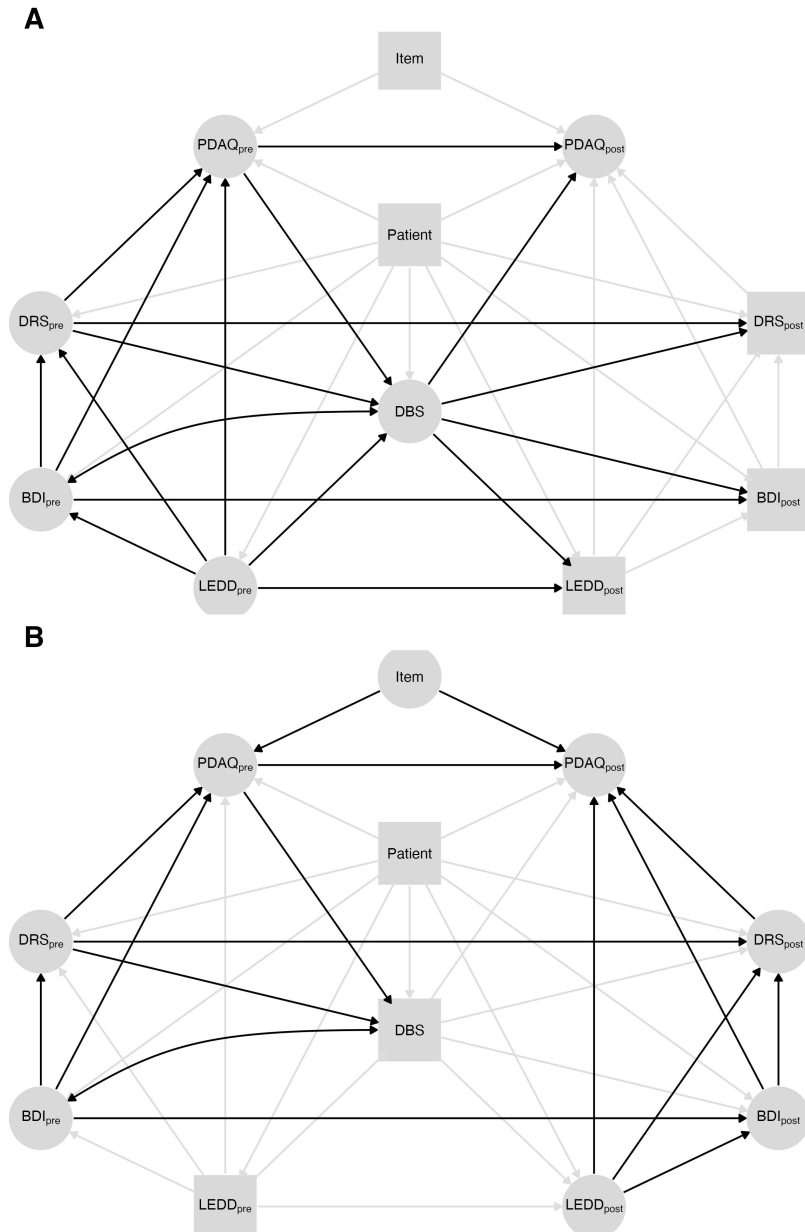 A
Item
PDAQpre
PDAQpost
Patient
DRSpre
DRSpost
DBS
BDIpre
BDIpost
LEDDpre
LEDDpost
B
Item
PDAQpre
PDAQpost
Patient
DRSpre
DRSpost
DBS
BDIpre
BDIpost
LEDDpre
LEDDpost